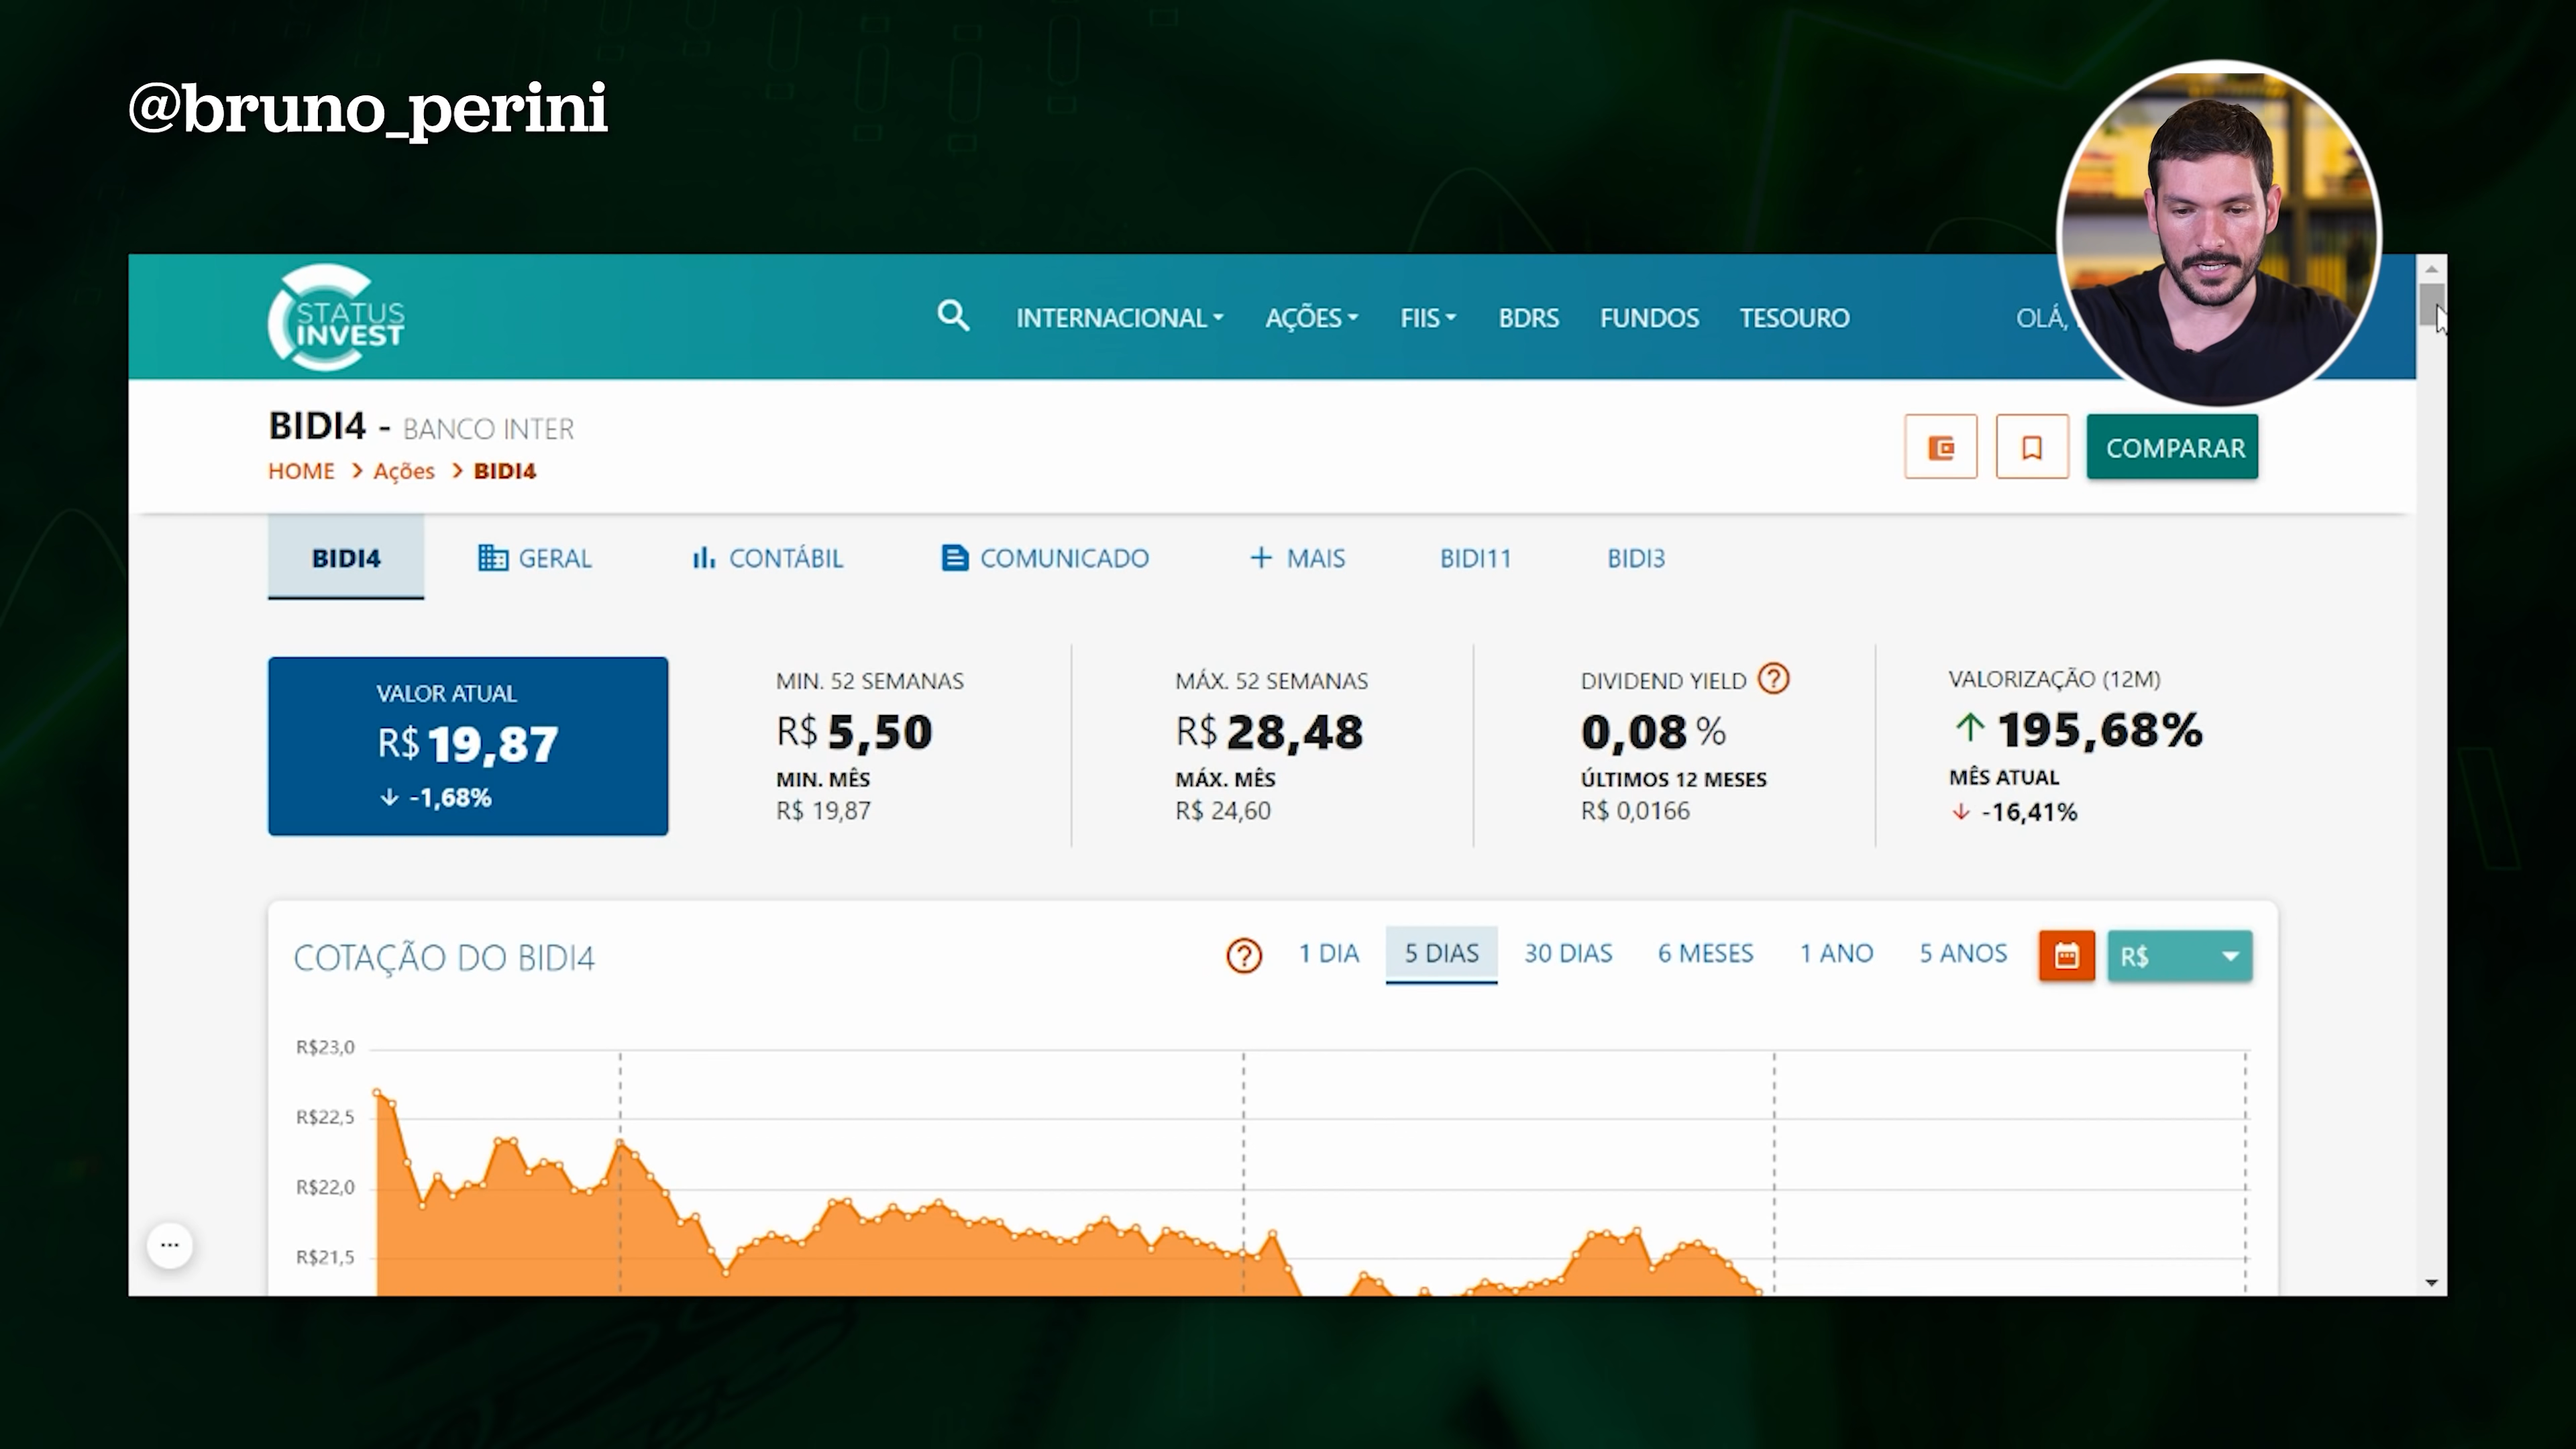 @bruno_perini
STATUS
INVEST
INTERNACIONAL
AÇÕES
FIIS
BDRS
FUNDOS
TESOURO
OLÁ,
BIDI4 - BANCO INTER
HOME > Ações > BIDI4
COMPARAR
BIDI4
GERAL
CONTÁBIL
COMUNICADO
+ MAIS
BIDI11
BIDI3
VALOR ATUAL
R$ 19,87
-1,68%
MIN. 52 SEMANAS
R$ 5,50
MIN. MÊS
R$ 19,87
MÁX. 52 SEMANAS
R$ 28,48
MÁX. MÊS
R$ 24,60
DIVIDEND YIELD ?
0,08 %
ÚLTIMOS 12 MESES
R$ 0,0166
VALORIZAÇÃO (12M)
195,68%
MÊS ATUAL
-16,41%
COTAÇÃO DO BIDI4
?
1 DIA
5 DIAS
30 DIAS
6 MESES
1 ANO
5 ANOS
R$
R$23,0
R$22,5
R$22,0
R$21,5
...